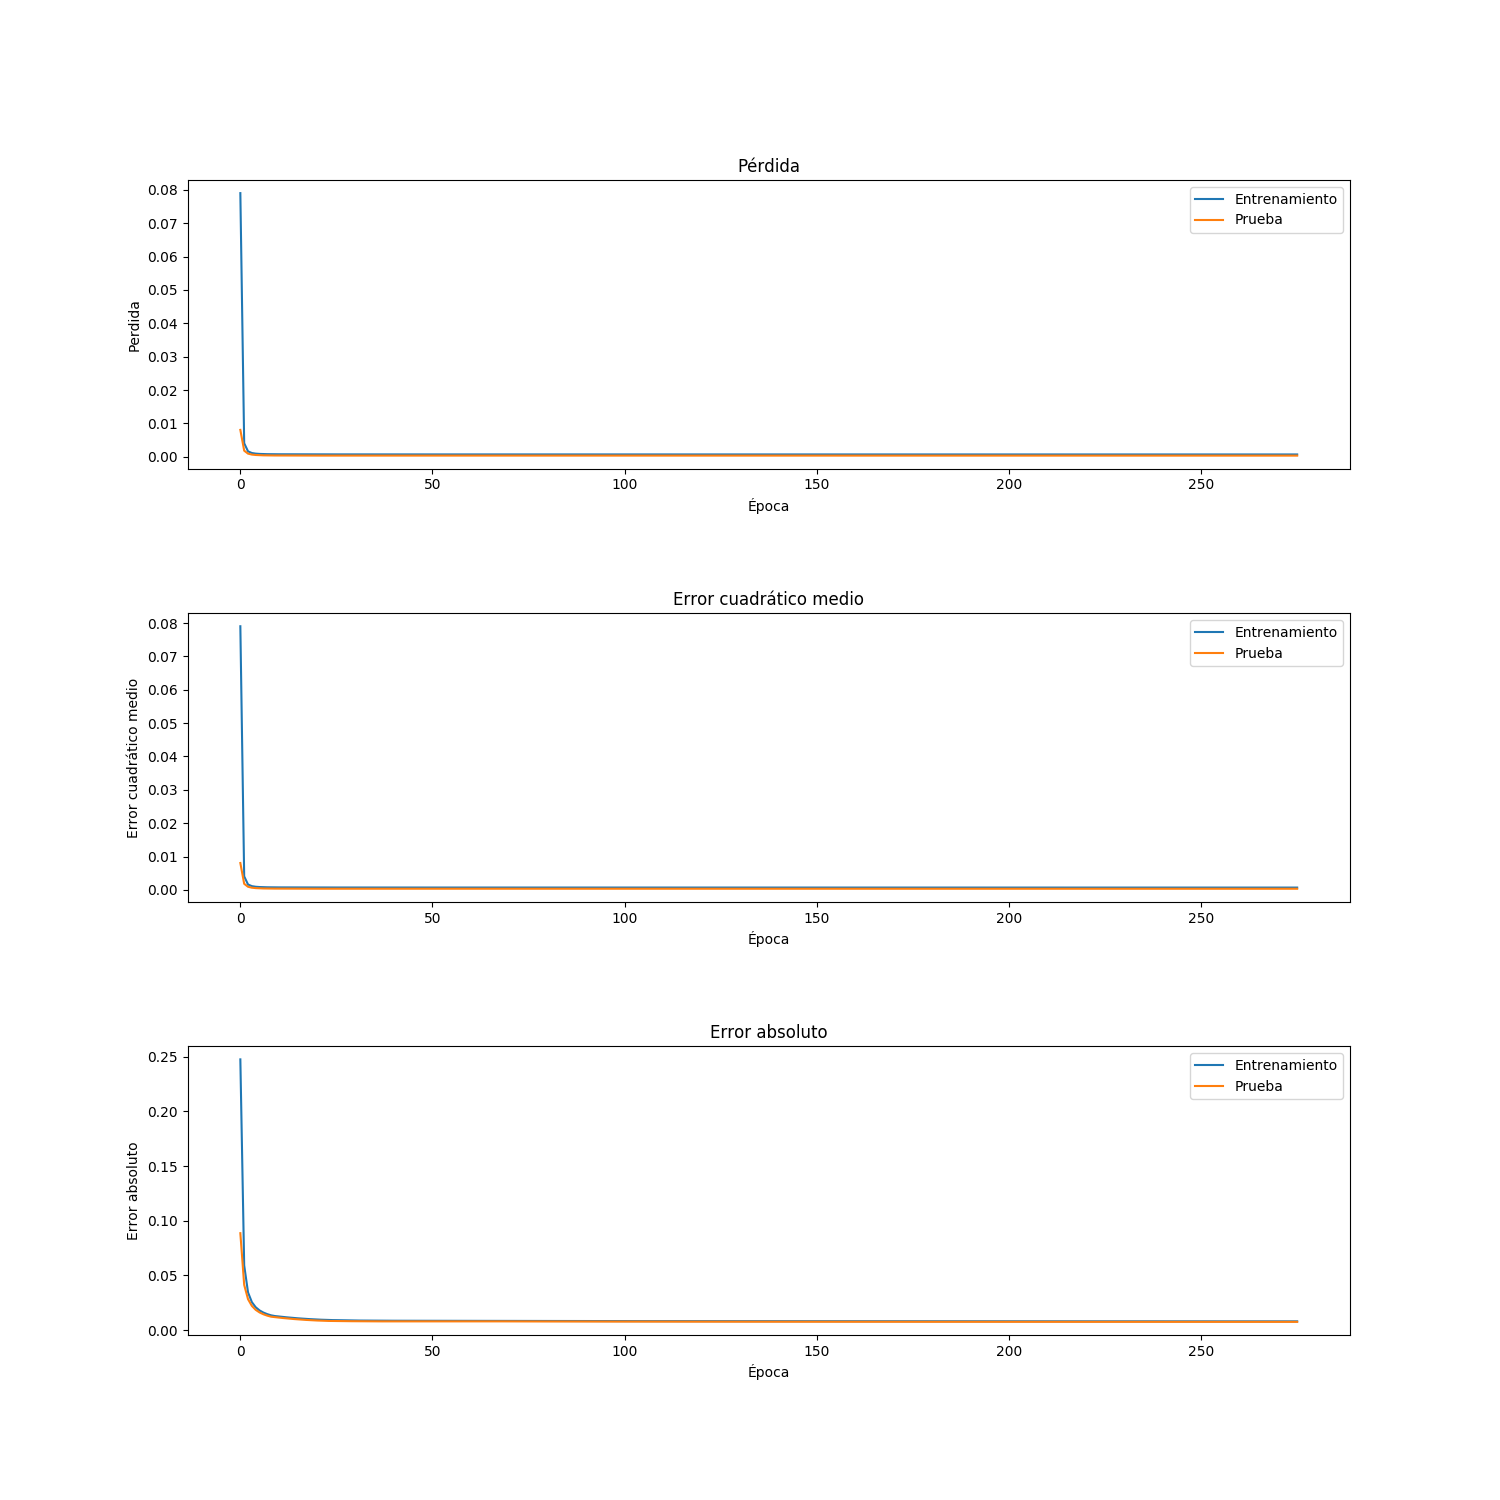 Pérdida
0.08
0.07
0.06
0.05
0.04
0.03
0.02
0.01
0.00
Perdida
Entrenamiento
Prueba
0 50 100 150 200 250
Época
Error cuadrático medio
0.08
0.07
0.06
0.05
0.04
0.03
0.02
0.01
0.00
Error cuadrático medio
Entrenamiento
Prueba
0 50 100 150 200 250
Época
Error absoluto
0.25
0.20
0.15
0.10
0.05
0.00
Error absoluto
Entrenamiento
Prueba
0 50 100 150 200 250
Época